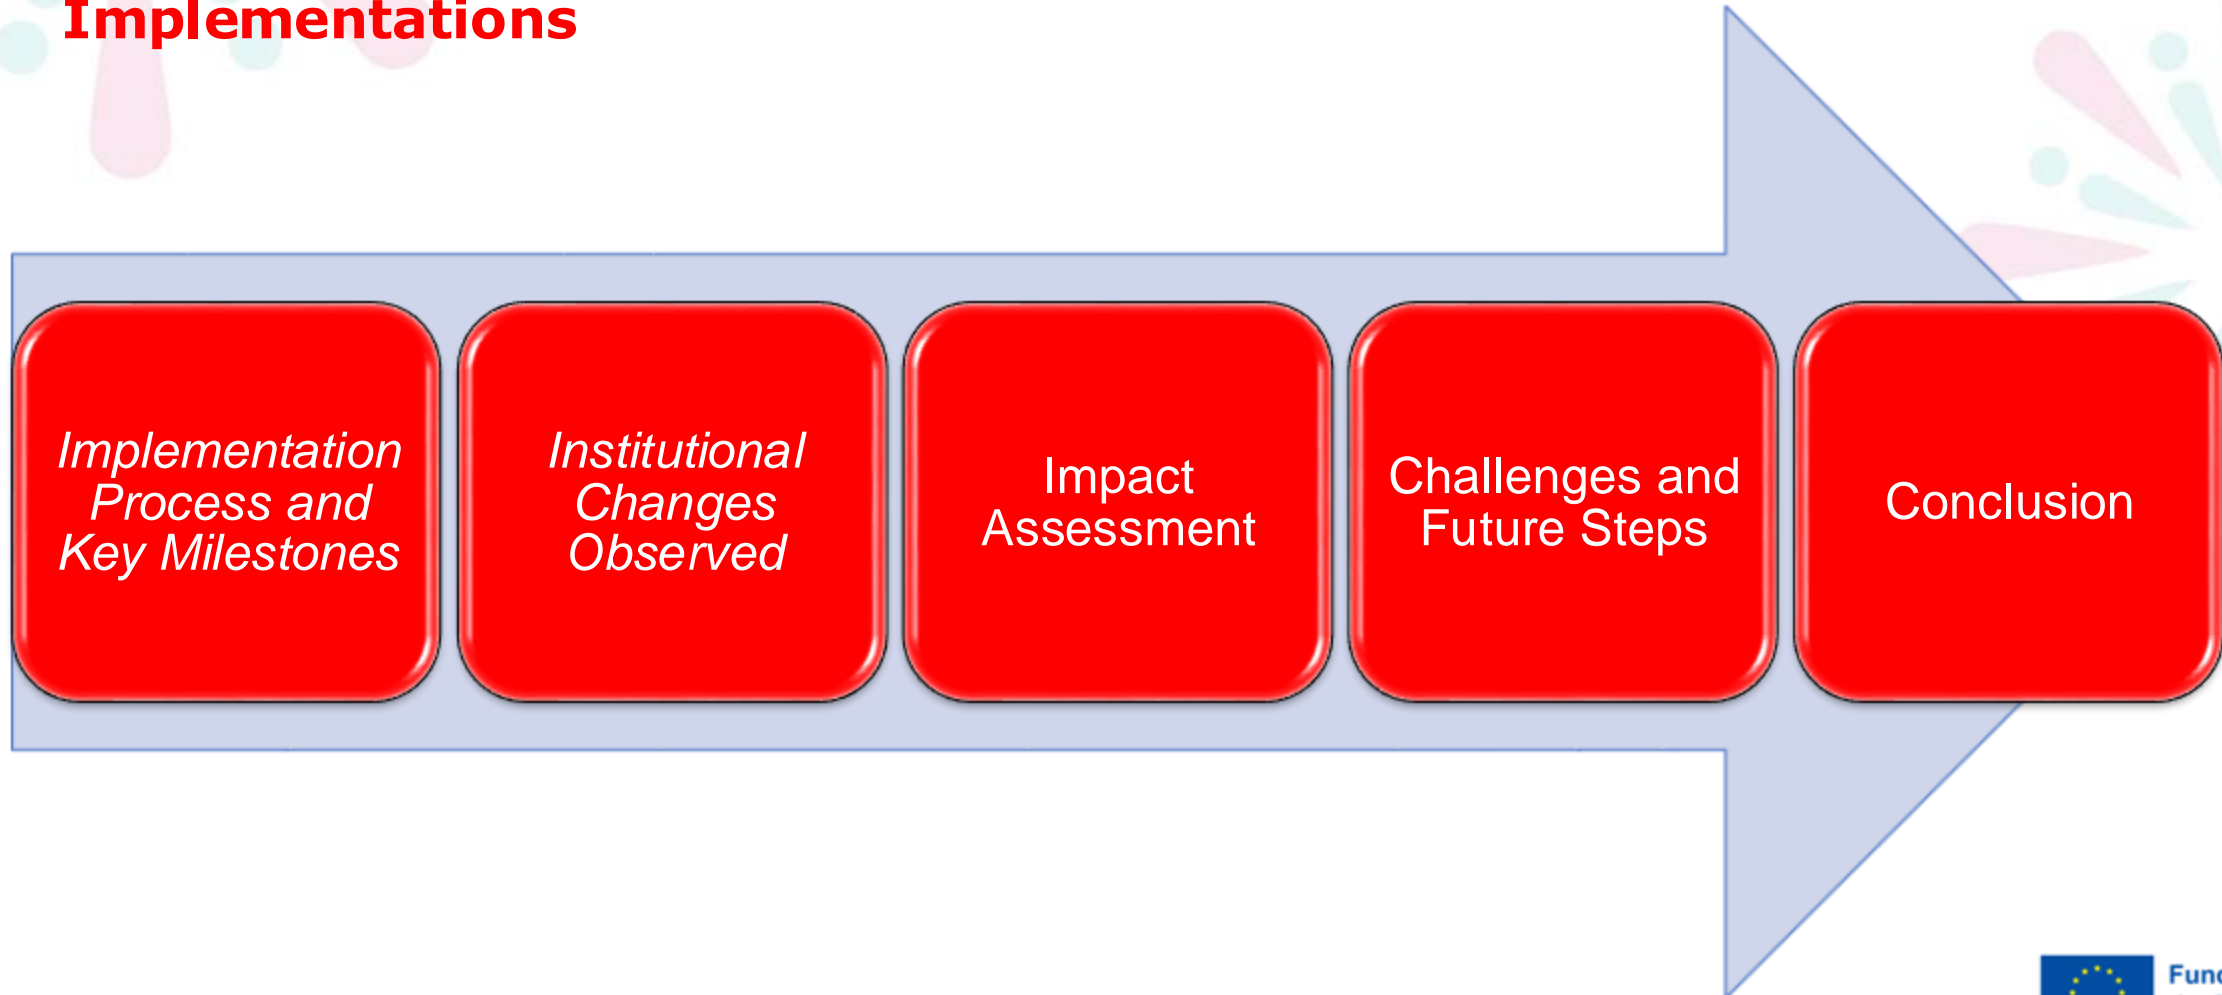 Implementations
Implementation
Process and
Key Milestones
Institutional
Changes
Observed
Impact
Assessment
Challenges and
Future Steps
Conclusion